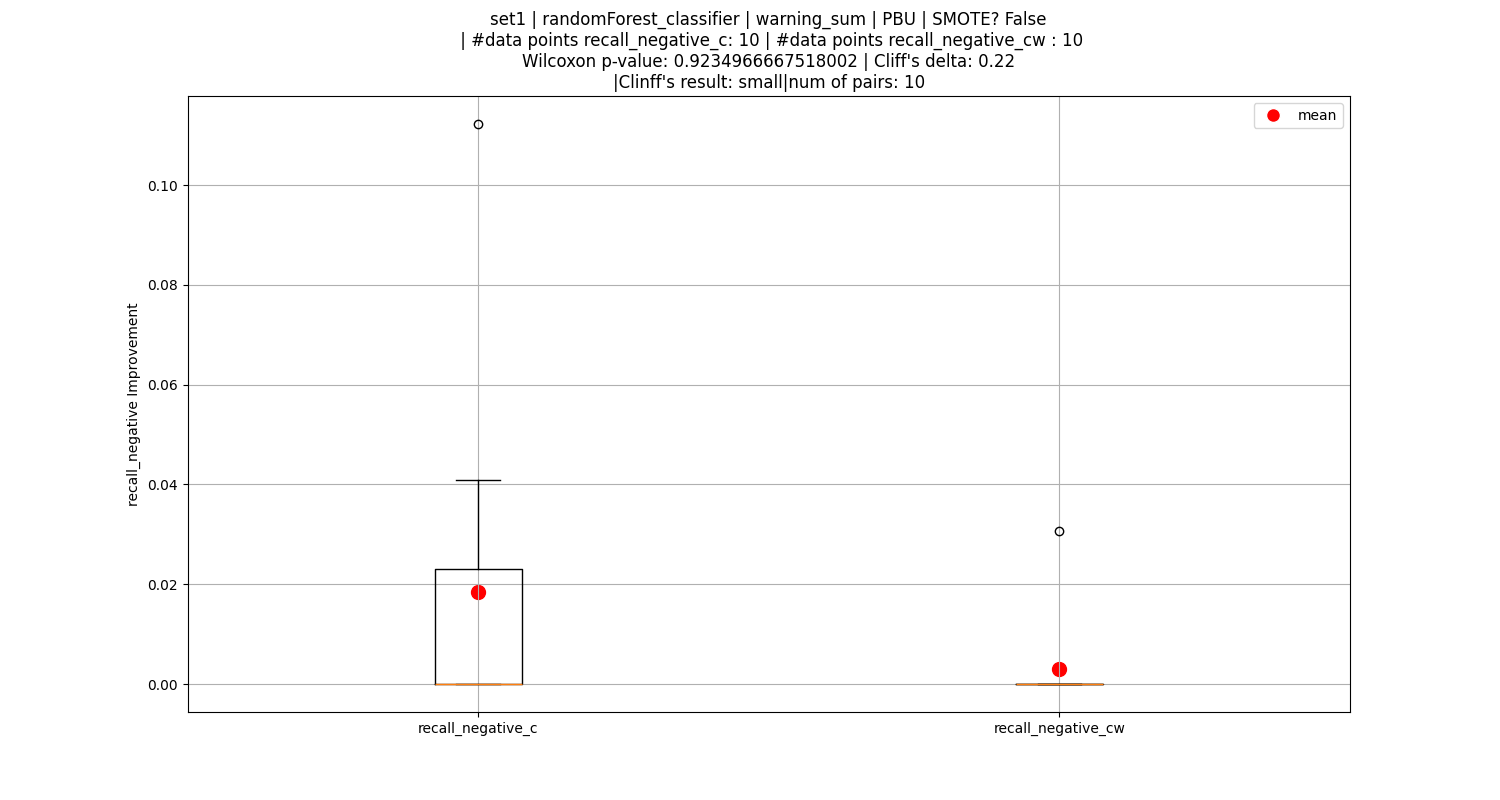 set1 | randomForest_classifier | warning_sum | PBU | SMOTE? False
| #data points recall_negative_c: 10 | #data points recall_negative_cw : 10
Wilcoxon p-value: 0.9234966667518002 | Cliff's delta: 0.22
|Clinff's result: small|num of pairs: 10
mean
0.10
0.08
0.06
0.04
0.02
0.00
recall_negative Improvement
recall_negative_c
recall_negative_cw